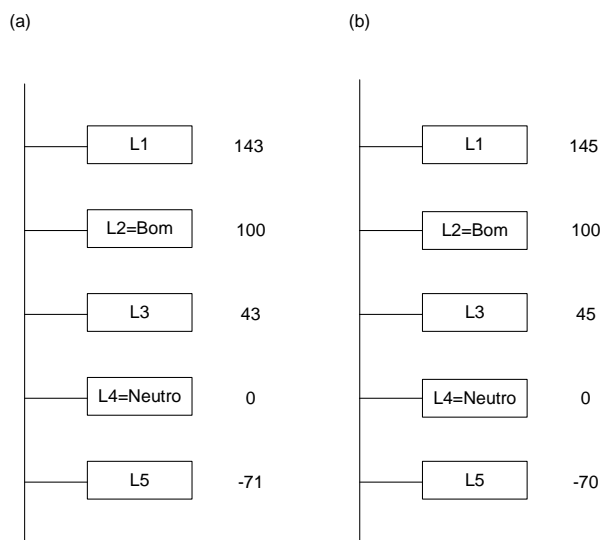 (a)
L1 143
L2=Bom 100
L3 43
L4=Neutro 0
L5 -71
(b)
L1 145
L2=Bom 100
L3 45
L4=Neutro 0
L5 -70